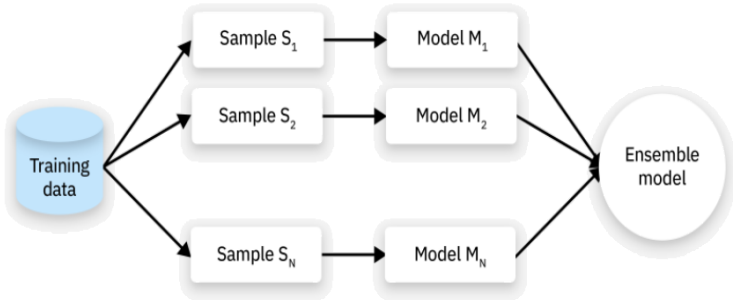 Sample S₁
Model M₁
Sample S₂
Model M₂
Training
data
Ensemble
model
Sample Sₙ
Model Mₙ